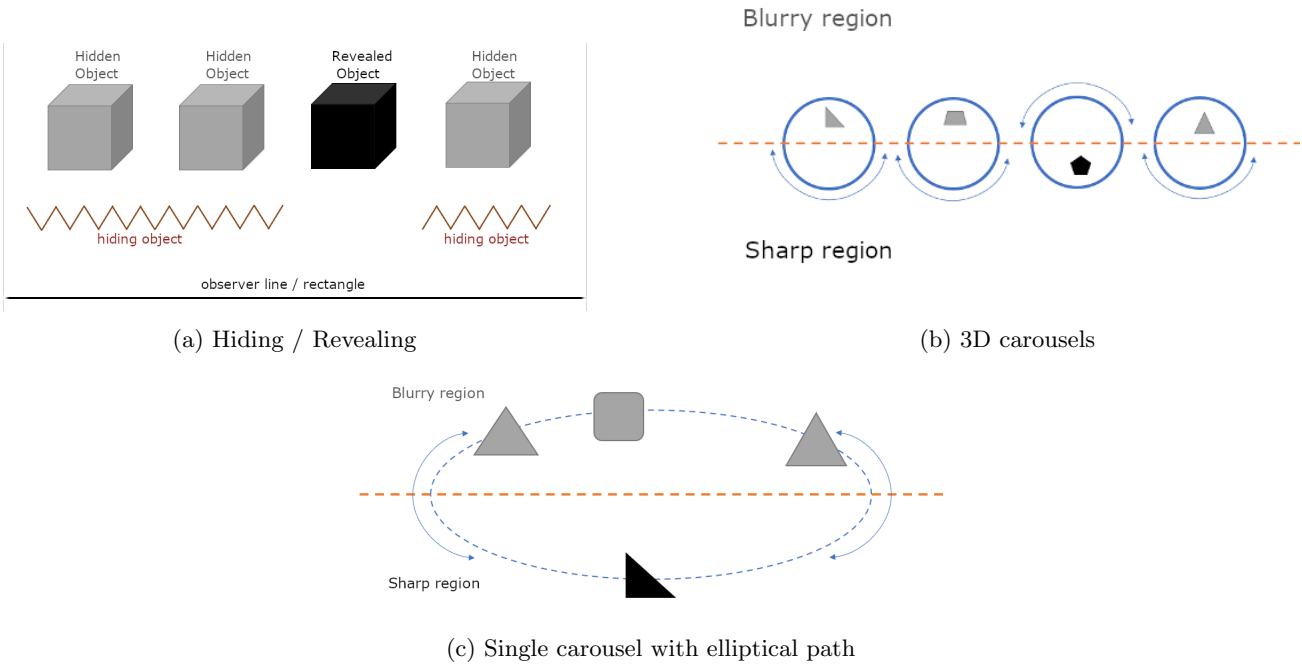 Hidden
Object
Hidden
Object
Revealed
Object
Hidden
Object
hiding object
hiding object
observer line / rectangle
(a) Hiding / Revealing
Blurry region
Sharp region
(b) 3D carousels
Blurry region
Sharp region
(c) Single carousel with elliptical path